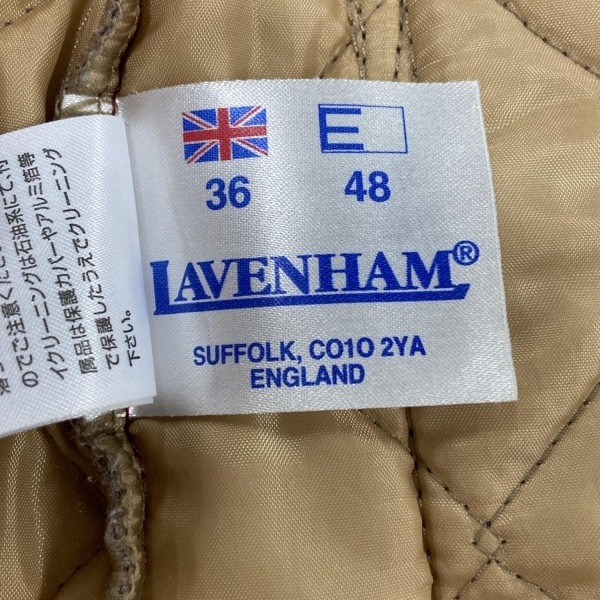 36
E
48
LAVENHAM®
SUFFOLK, CO10 2YA
ENGLAND
のでご注意くださ
イクリーニングは石油系にて、付
属品は保護カバーやアルミ箔等
で保護したうえでクリーニング
下さい。